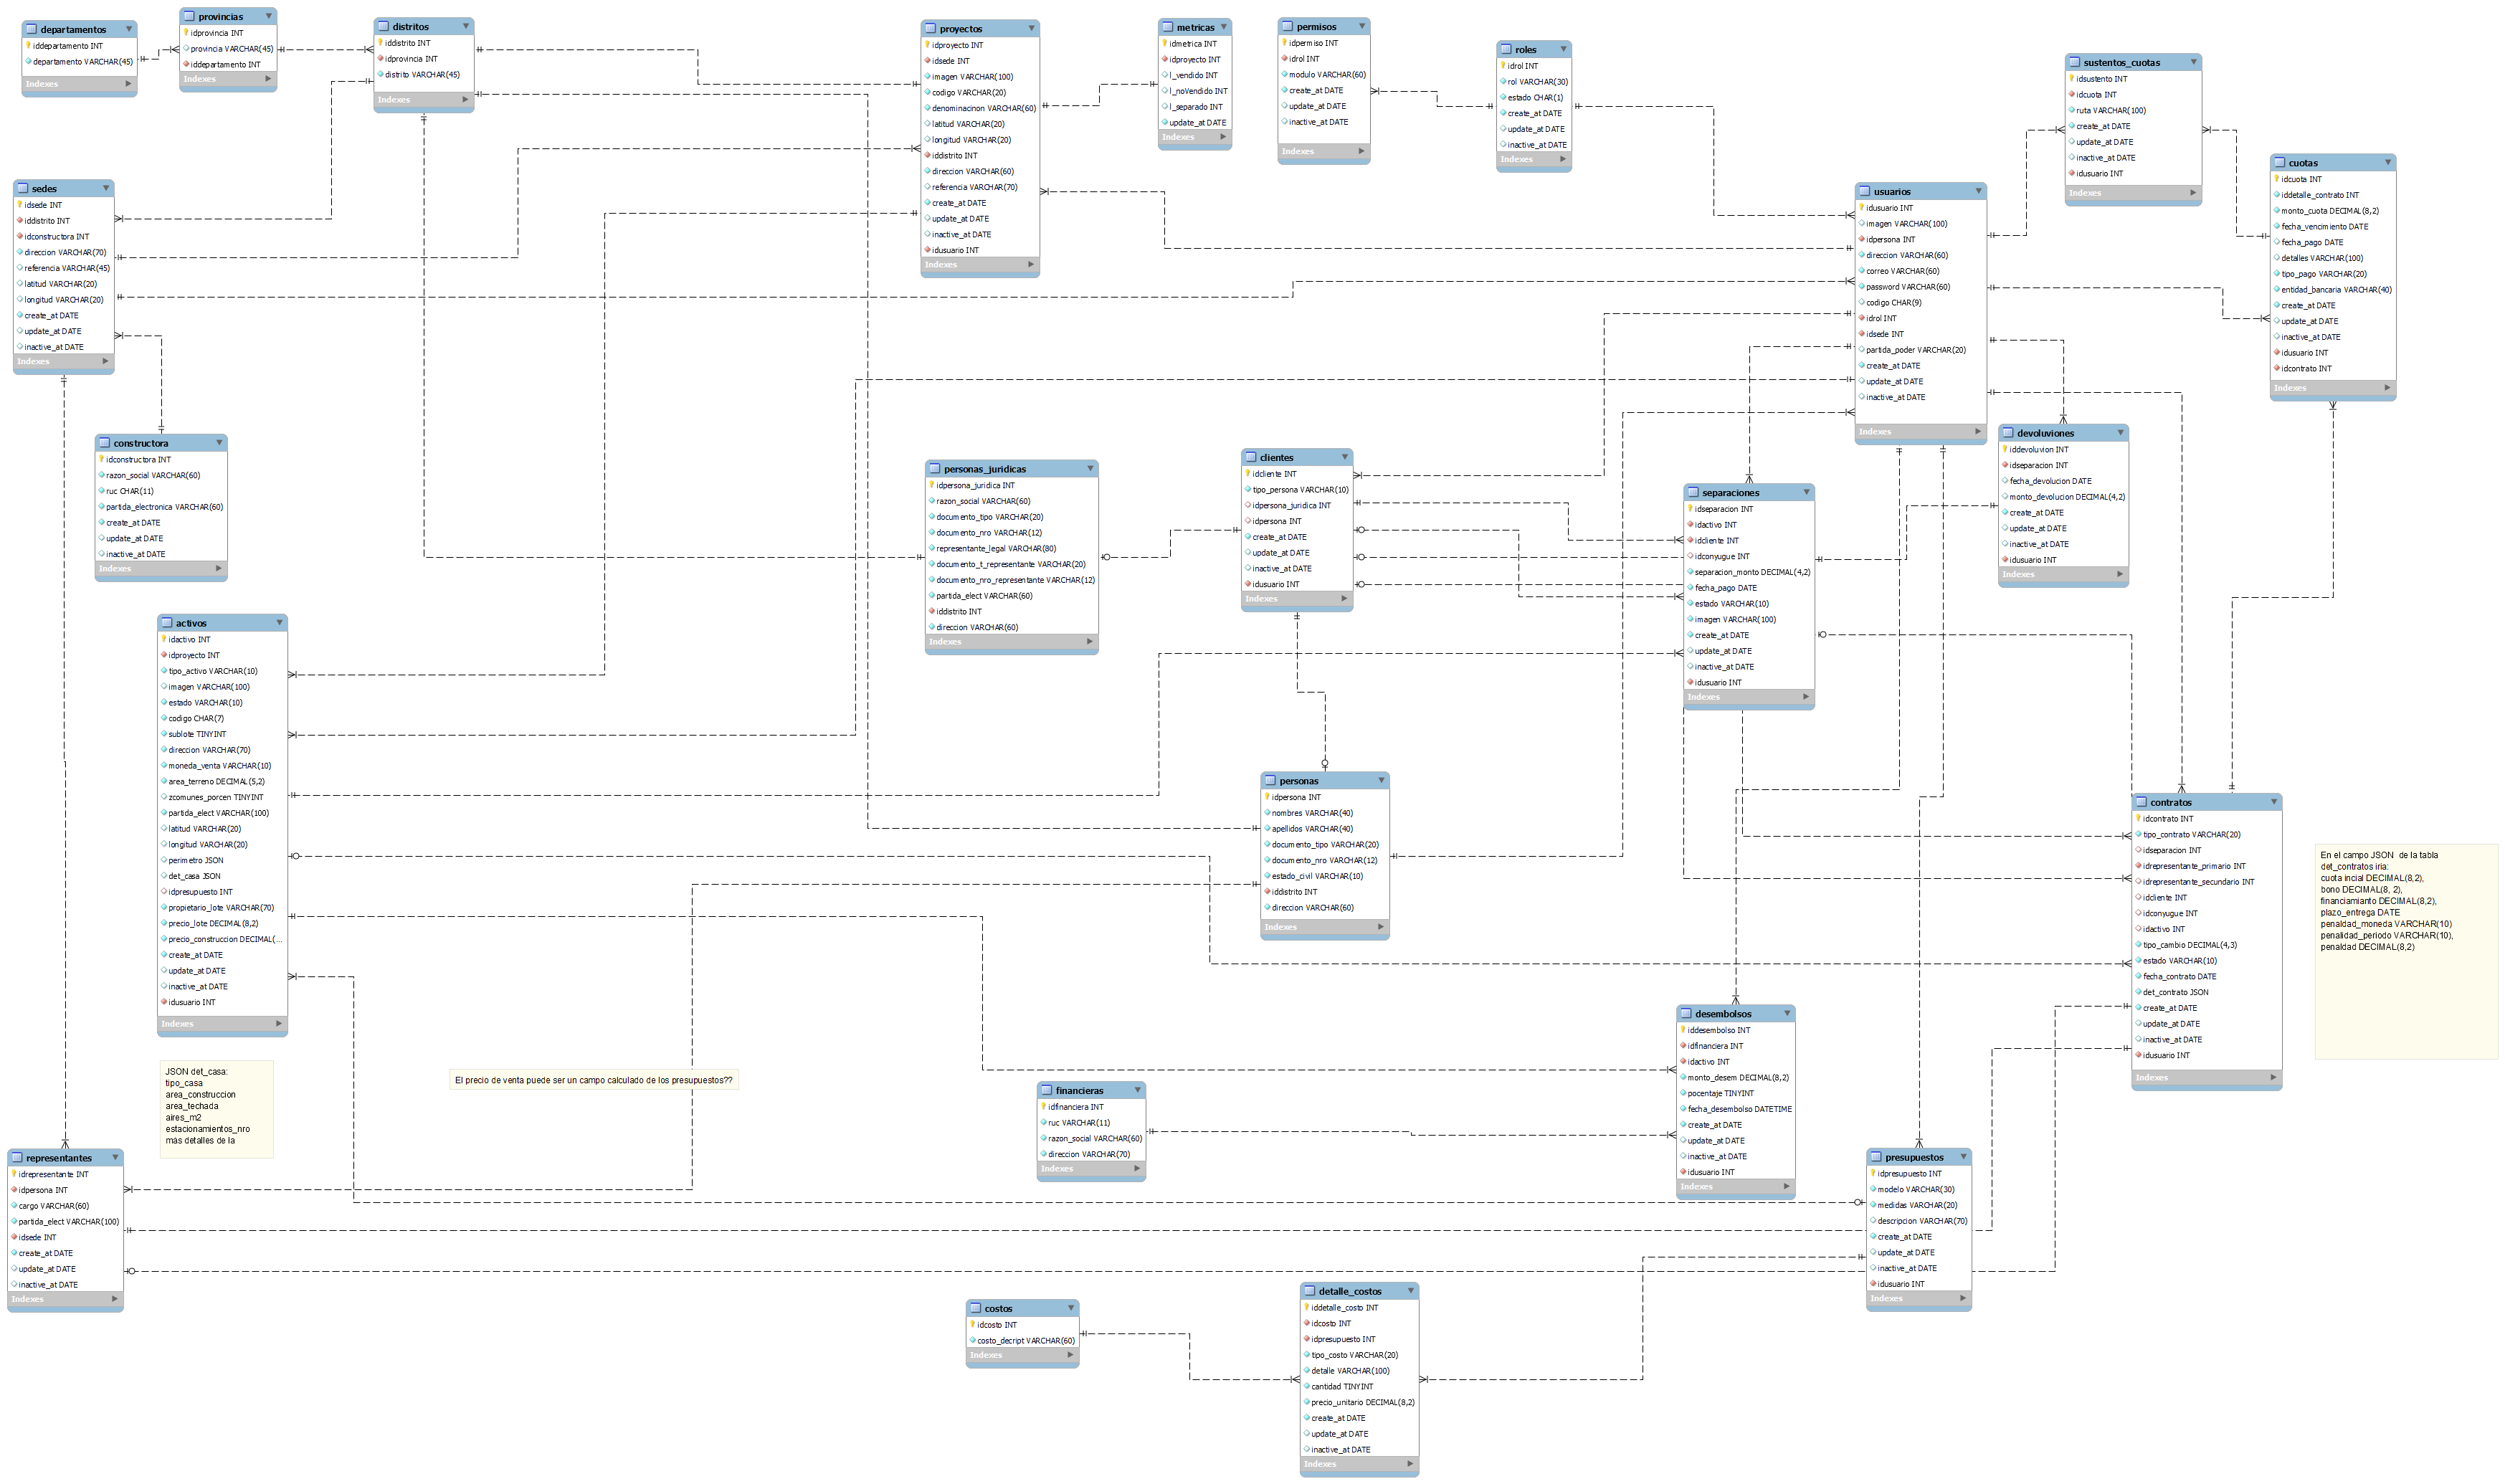 departamentos
iddepartamento INT
departamento VARCHAR(45)
Indexes
provincias
idprovincia INT
provincia VARCHAR(45)
iddepartamento INT
Indexes
distritos
iddistrito INT
idprovincia INT
distrito VARCHAR(45)
Indexes
proyectos
idproyecto INT
idsede INT
imagen VARCHAR(100)
codigo VARCHAR(20)
denominacinon VARCHAR(60)
latitud VARCHAR(20)
longitud VARCHAR(20)
iddistrito INT
direccion VARCHAR(60)
referencia VARCHAR(70)
create_at DATE
update_at DATE
inactive_at DATE
idusuario INT
Indexes
metricas
idmetrica INT
idproyecto INT
l_vendido INT
l_noVendido INT
l_separado INT
update_at DATE
Indexes
permisos
idpermiso INT
idrol INT
modulo VARCHAR(60)
create_at DATE
update_at DATE
inactive_at DATE
Indexes
roles
idrol INT
rol VARCHAR(30)
estado CHAR(1)
create_at DATE
update_at DATE
inactive_at DATE
Indexes
sustentos_cuotas
idsustento INT
idcuota INT
ruta VARCHAR(100)
create_at DATE
update_at DATE
inactive_at DATE
idusuario INT
Indexes
cuotas
idcuota INT
iddetalle_contrato INT
monto_cuota DECIMAL(8,2)
fecha_vencimiento DATE
fecha_pago DATE
detalles VARCHAR(100)
tipo_pago VARCHAR(20)
entidad_bancaria VARCHAR(40)
create_at DATE
update_at DATE
inactive_at DATE
idusuario INT
idcontrato INT
Indexes
sedes
idsede INT
iddistrito INT
idconstructora INT
direccion VARCHAR(70)
referencia VARCHAR(45)
latitud VARCHAR(20)
longitud VARCHAR(20)
create_at DATE
update_at DATE
inactive_at DATE
Indexes
usuarios
idusuario INT
imagen VARCHAR(100)
idpersona INT
direccion VARCHAR(60)
correo VARCHAR(60)
password VARCHAR(60)
codigo CHAR(9)
idrol INT
idsede INT
partida_poder VARCHAR(20)
create_at DATE
update_at DATE
inactive_at DATE
Indexes
constructora
idconstructora INT
razon_social VARCHAR(60)
ruc CHAR(11)
partida_electronica VARCHAR(60)
create_at DATE
update_at DATE
inactive_at DATE
Indexes
personas_juridicas
idpersona_juridica INT
razon_social VARCHAR(60)
documento_tipo VARCHAR(20)
documento_nro VARCHAR(12)
representante_legal VARCHAR(80)
documento_t_representante VARCHAR(20)
documento_nro_representante VARCHAR(12)
partida_elect VARCHAR(60)
iddistrito INT
direccion VARCHAR(60)
Indexes
clientes
idcliente INT
tipo_persona VARCHAR(10)
idpersona_juridica INT
idpersona INT
create_at DATE
update_at DATE
inactive_at DATE
idusuario INT
Indexes
separaciones
idseparacion INT
idactivo INT
idcliente INT
idconyugue INT
separacion_monto DECIMAL(4,2)
fecha_pago DATE
estado VARCHAR(10)
imagen VARCHAR(100)
create_at DATE
update_at DATE
inactive_at DATE
idusuario INT
Indexes
devoluviones
iddevoluvion INT
idseparacion INT
fecha_devolucion DATE
monto_devolucion DECIMAL(4,2)
create_at DATE
update_at DATE
inactive_at DATE
idusuario INT
Indexes
activos
idactivo INT
idproyecto INT
tipo_activo VARCHAR(10)
imagen VARCHAR(100)
estado VARCHAR(10)
codigo CHAR(7)
sublote TINYINT
direccion VARCHAR(70)
moneda_venta VARCHAR(10)
area_terreno DECIMAL(5,2)
zcomunes_porcen TINYINT
partida_elect VARCHAR(100)
latitud VARCHAR(20)
longitud VARCHAR(20)
perimetro JSON
det_casa JSON
idpresupuesto INT
propietario_lote VARCHAR(70)
precio_lote DECIMAL(8,2)
precio_construccion DECIMAL(...
create_at DATE
update_at DATE
inactive_at DATE
idusuario INT
Indexes
personas
idpersona INT
nombres VARCHAR(40)
apellidos VARCHAR(40)
documento_tipo VARCHAR(20)
documento_nro VARCHAR(12)
estado_civil VARCHAR(10)
iddistrito INT
direccion VARCHAR(60)
Indexes
contratos
idcontrato INT
tipo_contrato VARCHAR(20)
idseparacion INT
idrepresentante_primario INT
idrepresentante_secundario INT
idcliente INT
idconyugue INT
idactivo INT
tipo_cambio DECIMAL(4,3)
estado VARCHAR(10)
fecha_contrato DATE
det_contrato JSON
create_at DATE
update_at DATE
inactive_at DATE
idusuario INT
Indexes
En el campo JSON de la tabla
det_contratos iria:
cuota incial DECIMAL(8,2),
bono DECIMAL(8, 2),
financiamianto DECIMAL(8,2),
plazo_entrega DATE
penaldad_moneda VARCHAR(10)
penalidad_periodo VARCHAR(10),
penaldad DECIMAL(8,2)
JSON det_casa:
tipo_casa
area_construccion
area_techada
aires_m2
estacionamientos_nro
más detalles de la
El precio de venta puede ser un campo calculado de los presupuestos??
desembolsos
iddesembolso INT
idfinanciera INT
idactivo INT
monto_desem DECIMAL(8,2)
pocentaje TINYINT
fecha_desembolso DATETIME
create_at DATE
update_at DATE
inactive_at DATE
idusuario INT
Indexes
financieras
idfinanciera INT
ruc VARCHAR(11)
razon_social VARCHAR(60)
direccion VARCHAR(70)
Indexes
representantes
idrepresentante INT
idpersona INT
cargo VARCHAR(60)
partida_elect VARCHAR(100)
idsede INT
create_at DATE
update_at DATE
inactive_at DATE
Indexes
presupuestos
idpresupuesto INT
modelo VARCHAR(30)
medidas VARCHAR(20)
descripcion VARCHAR(70)
create_at DATE
update_at DATE
inactive_at DATE
idusuario INT
Indexes
costos
idcosto INT
costo_decript VARCHAR(60)
Indexes
detalle_costos
iddetalle_costo INT
idcosto INT
idpresupuesto INT
tipo_costo VARCHAR(20)
detalle VARCHAR(100)
cantidad TINYINT
precio_unitario DECIMAL(8,2)
create_at DATE
update_at DATE
inactive_at DATE
Indexes